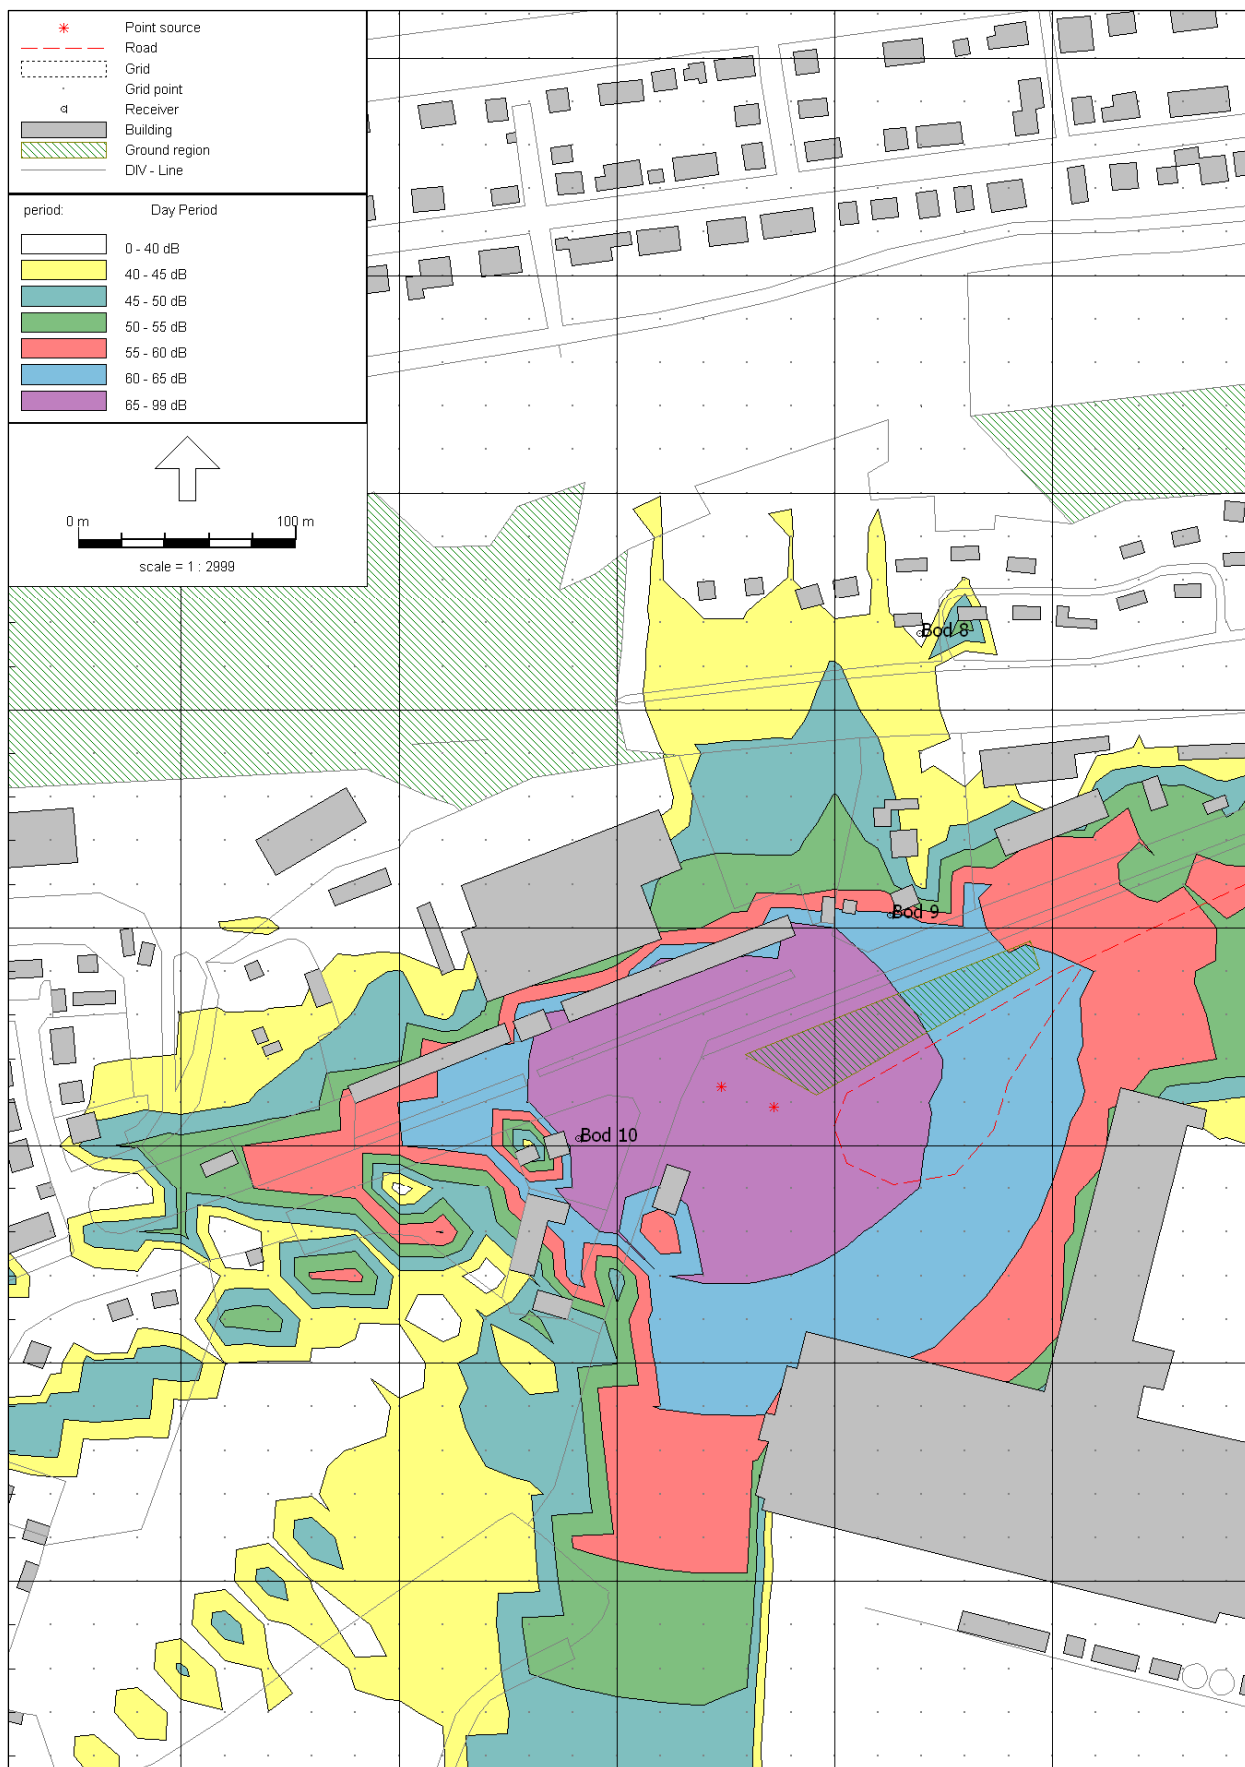 Point source
Road
Grid
Grid point
Receiver
Building
Ground region
DIV - Line
period: Day Period
0 - 40 dB
40 - 45 dB
45 - 50 dB
50 - 55 dB
55 - 60 dB
60 - 65 dB
65 - 99 dB
0 m 100 m
scale = 1 : 2999
Bod 8
Bod 9
Bod 10